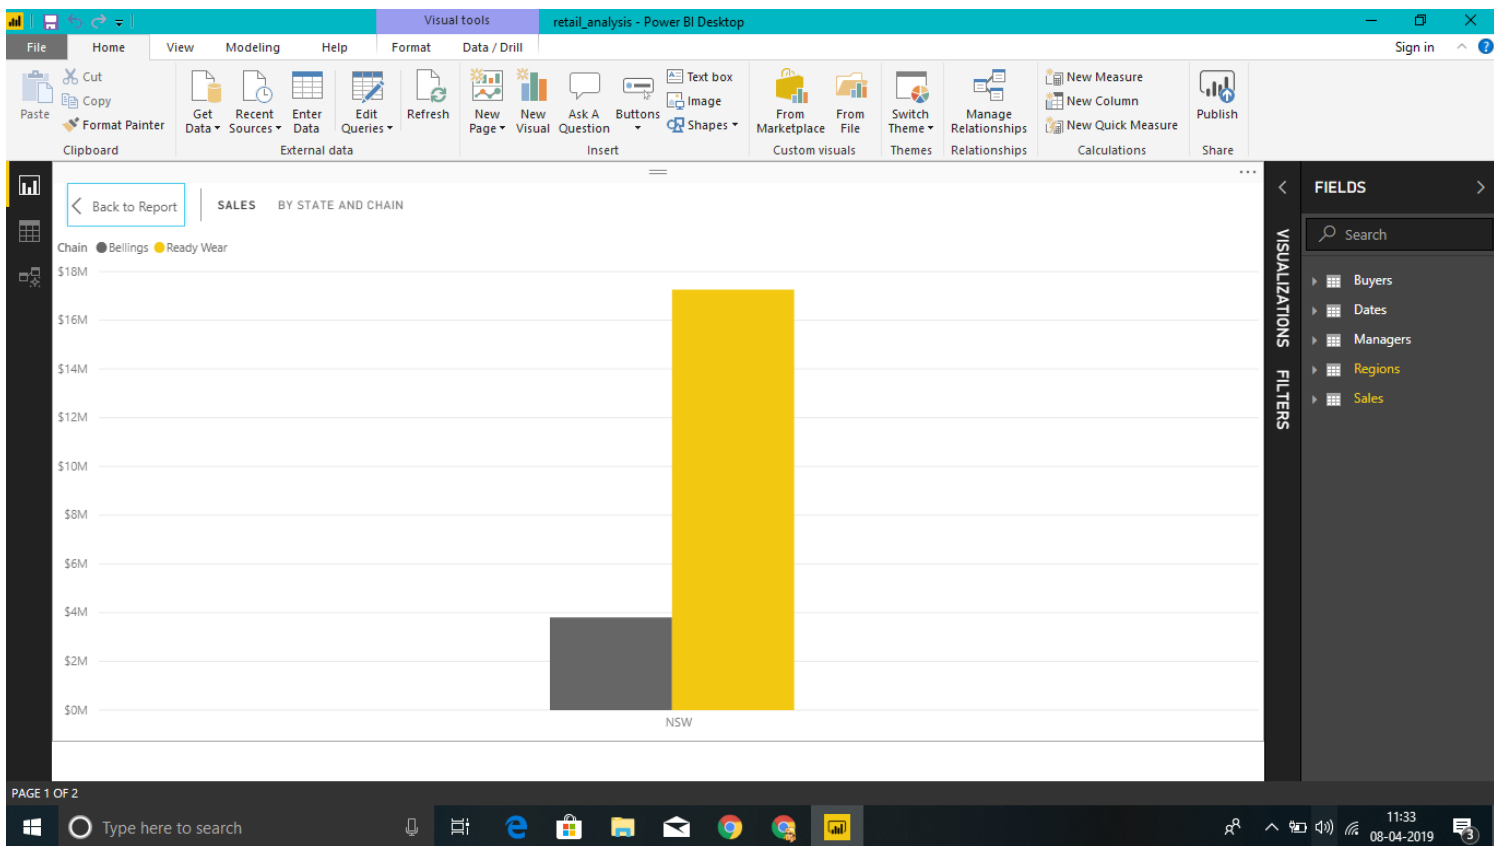 Visual tools
retail_analysis - Power BI Desktop
File Home View Modeling Help Format Data / Drill Sign in
Paste
Cut
Copy
Format Painter
Clipboard
Get Data
Recent Sources
Enter Data
Edit Queries
External data
Refresh
New Page
New Visual
Ask A Question
Buttons
Text box
Image
Shapes
Insert
From Marketplace
From File
Custom visuals
Switch Theme
Themes
Manage Relationships
Relationships
New Measure
New Column
New Quick Measure
Calculations
Publish
Share
Back to Report
SALES BY STATE AND CHAIN
Chain Bellings Ready Wear
$18M
$16M
$14M
$12M
$10M
$8M
$6M
$4M
$2M
$0M
NSW
VISUALIZATIONS
FILTERS
FIELDS
Search
Buyers
Dates
Managers
Regions
Sales
PAGE 1 OF 2
Type here to search
11:33
08-04-2019
3